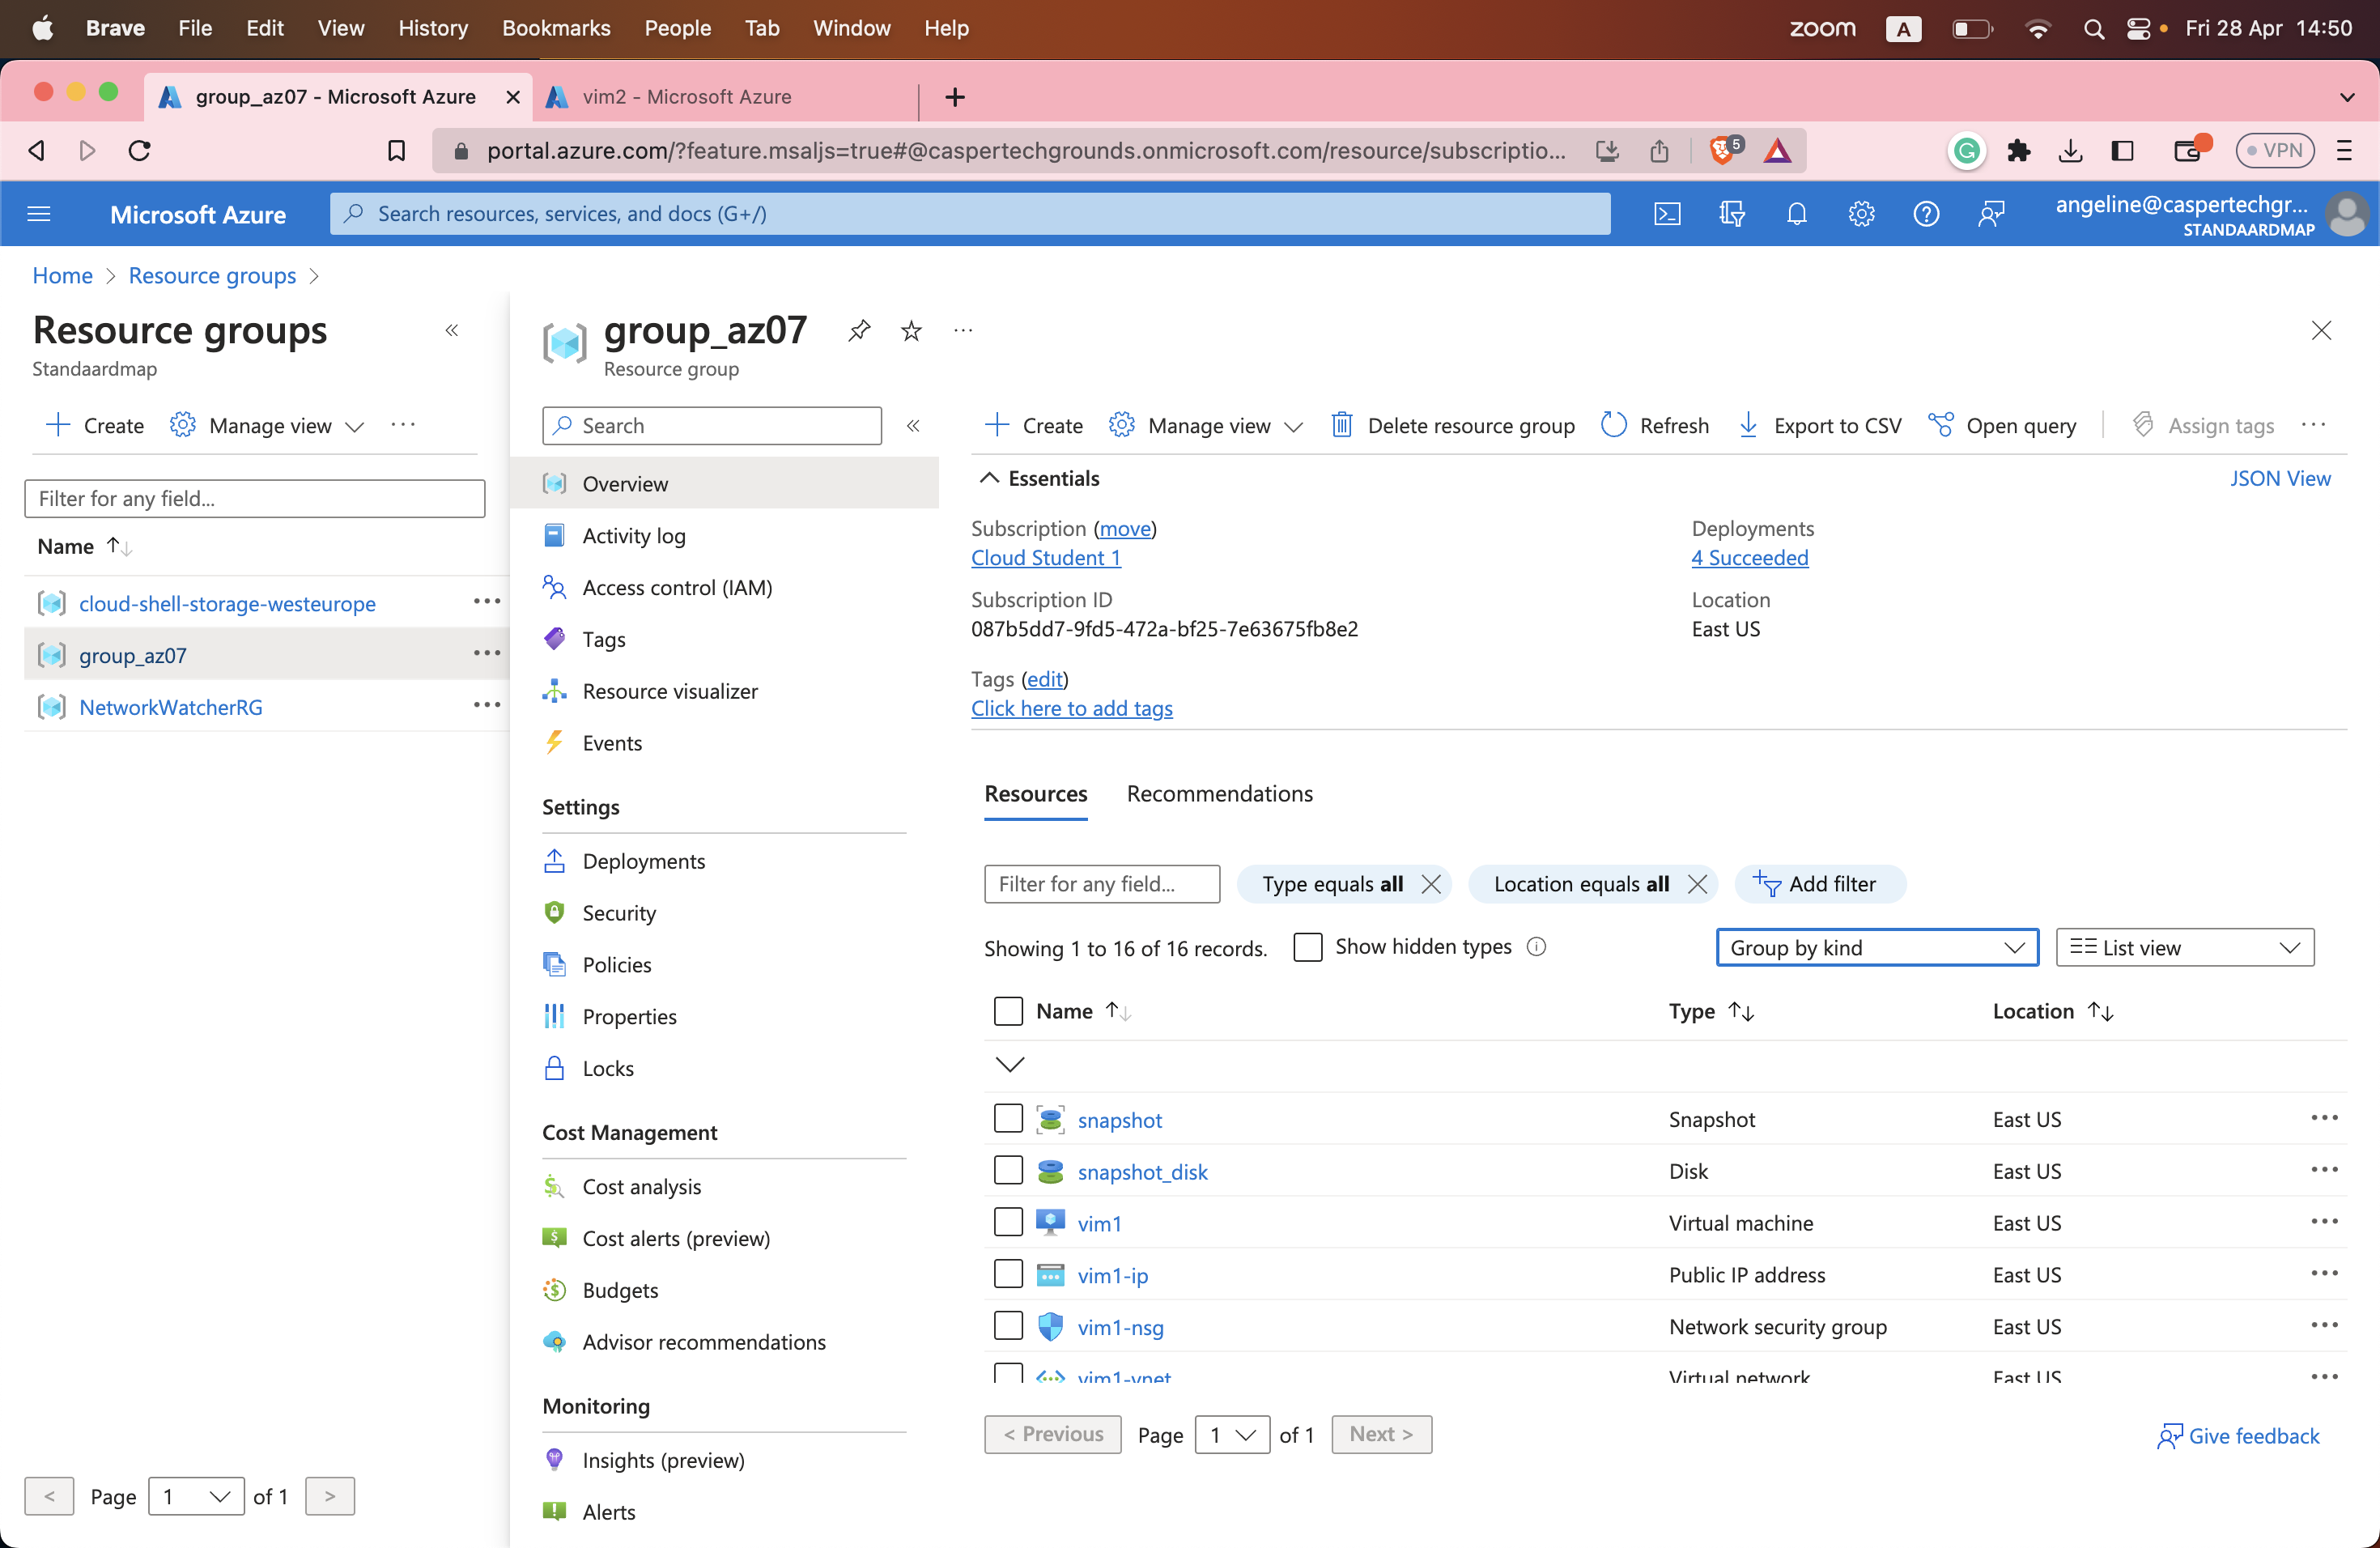 Brave File Edit View History Bookmarks People Tab Window Help zoom A Fri 28 Apr 14:50
group_az07 - Microsoft Azure vim2 - Microsoft Azure
portal.azure.com/?feature.msaljs=true#@caspertechgrounds.onmicrosoft.com/resource/subscriptio... 5 VPN
Microsoft Azure Search resources, services, and docs (G+/) angeline@caspertechgr...
STANDAARDMAP
Home > Resource groups >
Resource groups
Standaardmap
Create Manage view ...
Filter for any field...
Name
cloud-shell-storage-westeurope
group_az07
NetworkWatcherRG
< Page 1 of 1 >
group_az07 ...
Resource group
Search
Overview
Activity log
Access control (IAM)
Tags
Resource visualizer
Events
Settings
Deployments
Security
Policies
Properties
Locks
Cost Management
Cost analysis
Cost alerts (preview)
Budgets
Advisor recommendations
Monitoring
Insights (preview)
Alerts
Create Manage view Delete resource group Refresh Export to CSV Open query Assign tags ...
Essentials JSON View
Subscription (move)
Cloud Student 1
Deployments
4 Succeeded
Subscription ID
087b5dd7-9fd5-472a-bf25-7e63675fb8e2
Location
East US
Tags (edit)
Click here to add tags
Resources Recommendations
Filter for any field... Type equals all Location equals all Add filter
Showing 1 to 16 of 16 records. Show hidden types Group by kind List view
Name Type Location
snapshot Snapshot East US
snapshot_disk Disk East US
vim1 Virtual machine East US
vim1-ip Public IP address East US
vim1-nsg Network security group East US
vim1-vnet Virtual network East US
< Previous Page 1 of 1 Next > Give feedback